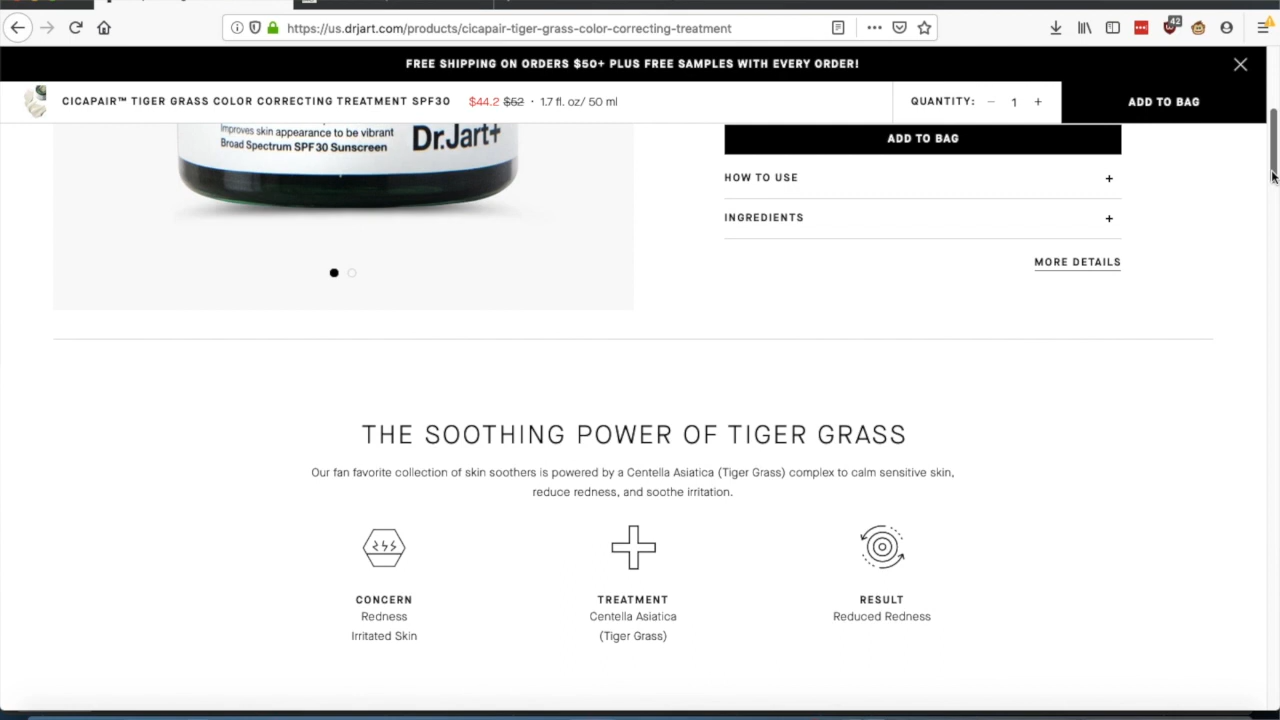 https://us.drjart.com/products/cicapair-tiger-grass-color-correcting-treatment
42
FREE SHIPPING ON ORDERS $50+ PLUS FREE SAMPLES WITH EVERY ORDER!
CICAPAIR™ TIGER GRASS COLOR CORRECTING TREATMENT SPF30 $44.2 $52 · 1.7 fl. oz/ 50 ml QUANTITY: − 1 + ADD TO BAG
Improves skin appearance to be vibrant
Broad Spectrum SPF 30 Sunscreen
Dr.Jart+
ADD TO BAG
HOW TO USE +
INGREDIENTS +
MORE DETAILS
THE SOOTHING POWER OF TIGER GRASS
Our fan favorite collection of skin soothers is powered by a Centella Asiatica (Tiger Grass) complex to calm sensitive skin,
reduce redness, and soothe irritation.
CONCERN
Redness
Irritated Skin
TREATMENT
Centella Asiatica
(Tiger Grass)
RESULT
Reduced Redness